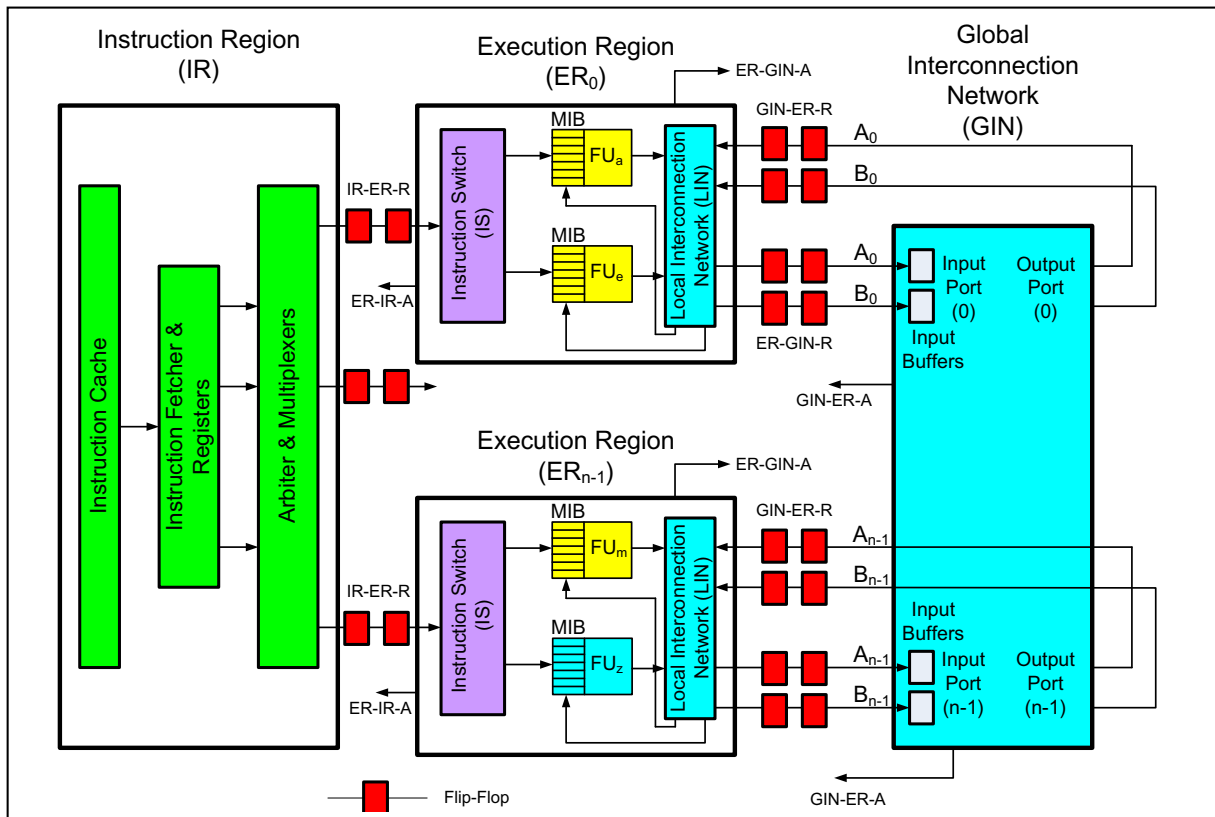 Instruction Region
(IR)
Execution Region
(ER0)
ER-GIN-A
Global
Interconnection
Network
(GIN)
Instruction Cache
Instruction Fetcher &
Registers
Arbiter & Multiplexers
IR-ER-R
ER-IR-A
Instruction Switch
(IS)
MIB
FUa
MIB
FUe
Local Interconnection
Network (LIN)
GIN-ER-R
A0
B0
A0
B0
ER-GIN-R
Input
Port
(0)
Output
Port
(0)
Input
Buffers
GIN-ER-A
Execution Region
(ERn-1)
ER-GIN-A
IR-ER-R
ER-IR-A
Instruction Switch
(IS)
MIB
FUm
MIB
FUz
Local Interconnection
Network (LIN)
GIN-ER-R
An-1
Bn-1
An-1
Bn-1
Input
Buffers
Input
Port
(n-1)
Output
Port
(n-1)
GIN-ER-A
Flip-Flop